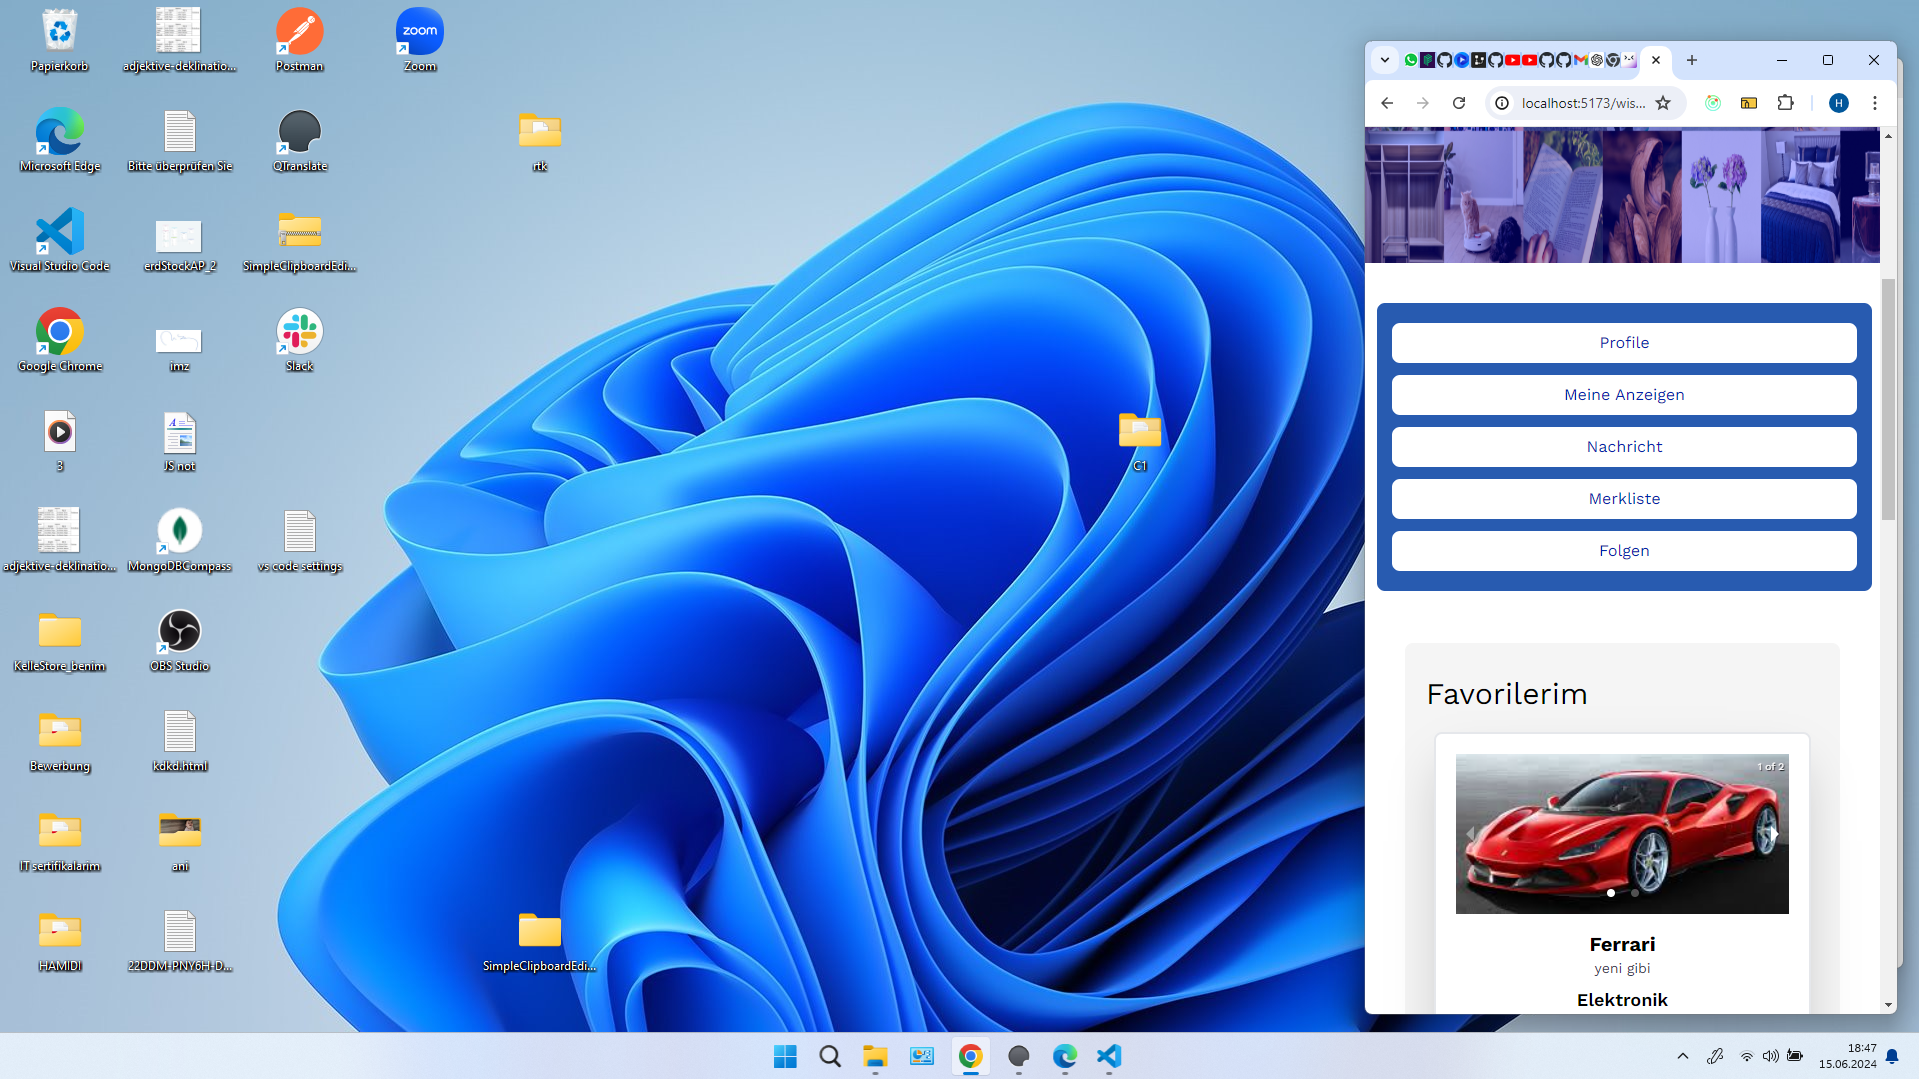 Papierkorb
adjektive-deklinatio...
Postman
zoom
Zoom
Microsoft Edge
Bitte überprüfen Sie
QTranslate
rtk
Visual Studio Code
erdStockAP_2
SimpleClipboardEdi...
Google Chrome
imz
Slack
3
JS not
C1
adjektive-deklinatio...
MongoDBCompass
vs code settings
KelleStore_benim
OBS Studio
Bewerbung
kdkd.html
IT sertifikalarim
ani
HAMIDI
22DDM-PNY6H-D...
SimpleClipboardEdi...
localhost:5173/wis...
H
Profile
Meine Anzeigen
Nachricht
Merkliste
Folgen
Favorilerim
1 of 2
Ferrari
yeni gibi
Elektronik
18:47
15.06.2024